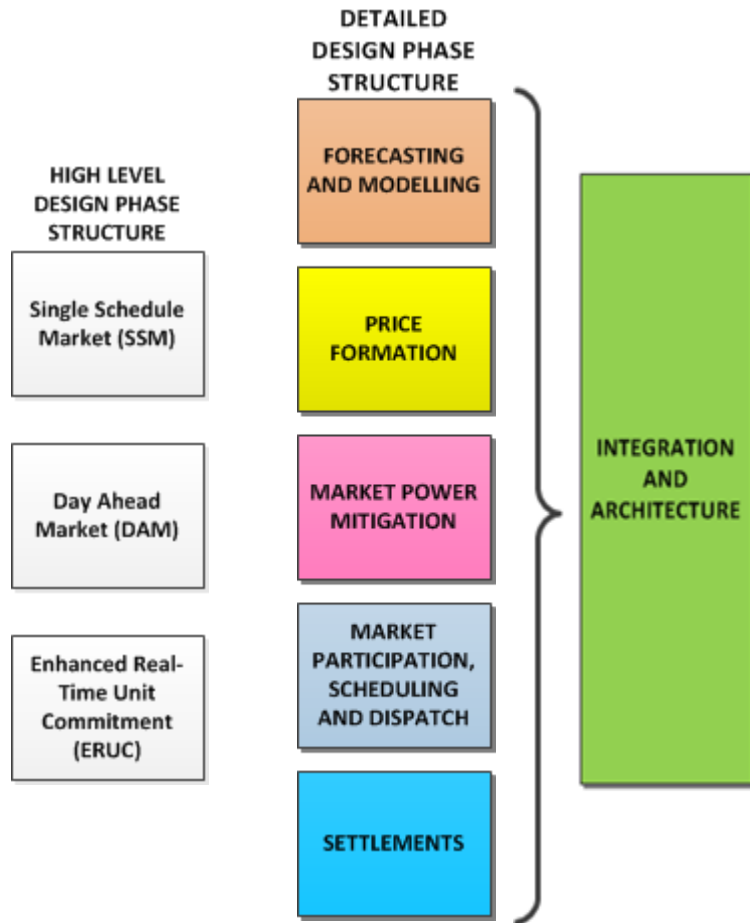 HIGH LEVEL
DESIGN PHASE
STRUCTURE
Single Schedule
Market (SSM)
Day Ahead
Market (DAM)
Enhanced Real-
Time Unit
Commitment
(ERUC)
DETAILED
DESIGN PHASE
STRUCTURE
FORECASTING
AND MODELLING
PRICE
FORMATION
MARKET POWER
MITIGATION
MARKET
PARTICIPATION,
SCHEDULING
AND DISPATCH
SETTLEMENTS
INTEGRATION
AND
ARCHITECTURE